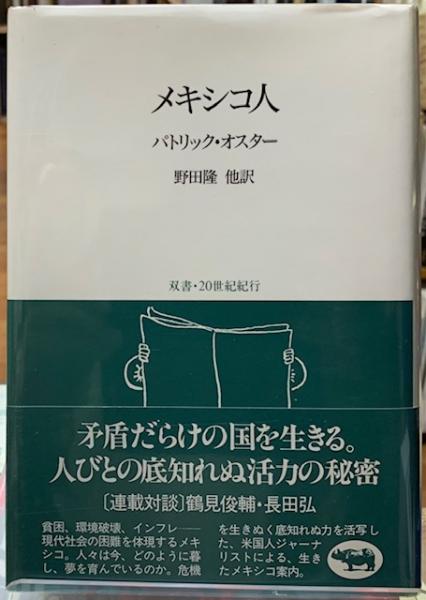 メキシコ人
パトリック・オスター
野田隆 他訳
双書・20世紀紀行
矛盾だらけの国を生きる。
人びとの底知れぬ活力の秘密
〔連載対談〕鶴見俊輔・長田弘
貧困、環境破壊、インフレ──
現代社会の困難を体現するメキ
シコ。人々は今、どのように暮
し、夢を育んでいるのか。危機
を生きぬく底知れぬ力を活写し
た、米国人ジャーナ
リストによる、生き
たメキシコ案内。